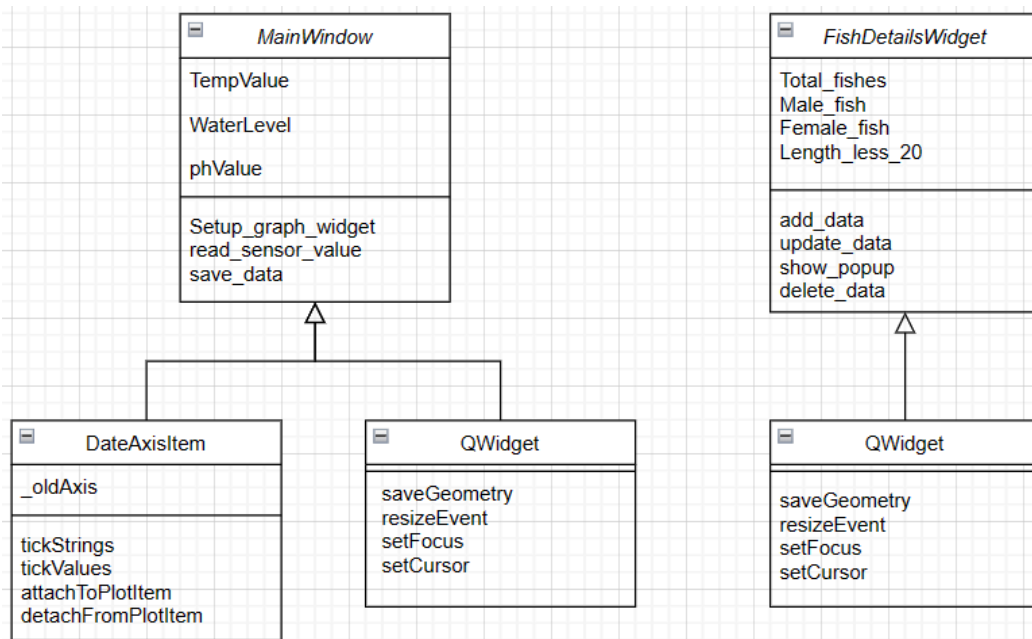 MainWindow
TempValue
WaterLevel
phValue
Setup_graph_widget
read_sensor_value
save_data
FishDetailsWidget
Total_fishes
Male_fish
Female_fish
Length_less_20
add_data
update_data
show_popup
delete_data
DateAxisItem
_oldAxis
tickStrings
tickValues
attachToPlotItem
detachFromPlotItem
QWidget
saveGeometry
resizeEvent
setFocus
setCursor
QWidget
saveGeometry
resizeEvent
setFocus
setCursor